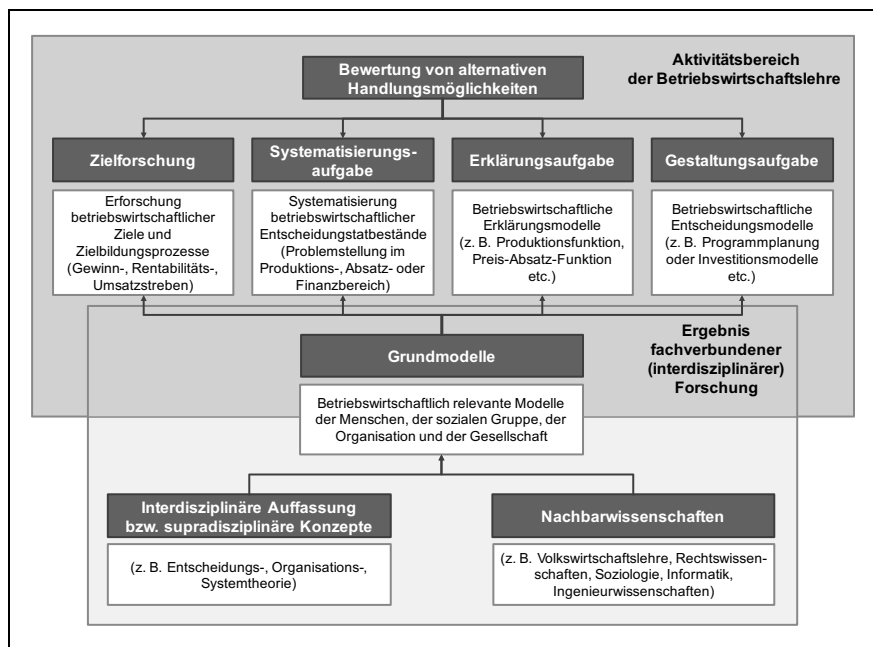 Aktivitätsbereich
der Betriebswirtschaftslehre
Bewertung von alternativen
Handlungsmöglichkeiten
Zielforschung
Erforschung
betriebswirtschaftlicher
Ziele und
Zielbildungsprozesse
(Gewinn-, Rentabilitäts-,
Umsatzstreben)
Systematisierungs-
aufgabe
Systematisierung
betriebswirtschaftlicher
Entscheidungstatbestände
(Problemstellung im
Produktions-, Absatz- oder
Finanzbereich)
Erklärungsaufgabe
Betriebswirtschaftliche
Erklärungsmodelle
(z. B. Produktionsfunktion,
Preis-Absatz-Funktion
etc.)
Gestaltungsaufgabe
Betriebswirtschaftliche
Entscheidungsmodelle
(z. B. Programmplanung
oder Investitionsmodelle
etc.)
Ergebnis
fachverbundener
(interdisziplinärer)
Forschung
Grundmodelle
Betriebswirtschaftlich relevante Modelle
der Menschen, der sozialen Gruppe, der
Organisation und der Gesellschaft
Interdisziplinäre Auffassung
bzw. supradisziplinäre Konzepte
(z. B. Entscheidungs-, Organisations-,
Systemtheorie)
Nachbarwissenschaften
(z. B. Volkswirtschaftslehre, Rechtswissen-
schaften, Soziologie, Informatik,
Ingenieurwissenschaften)